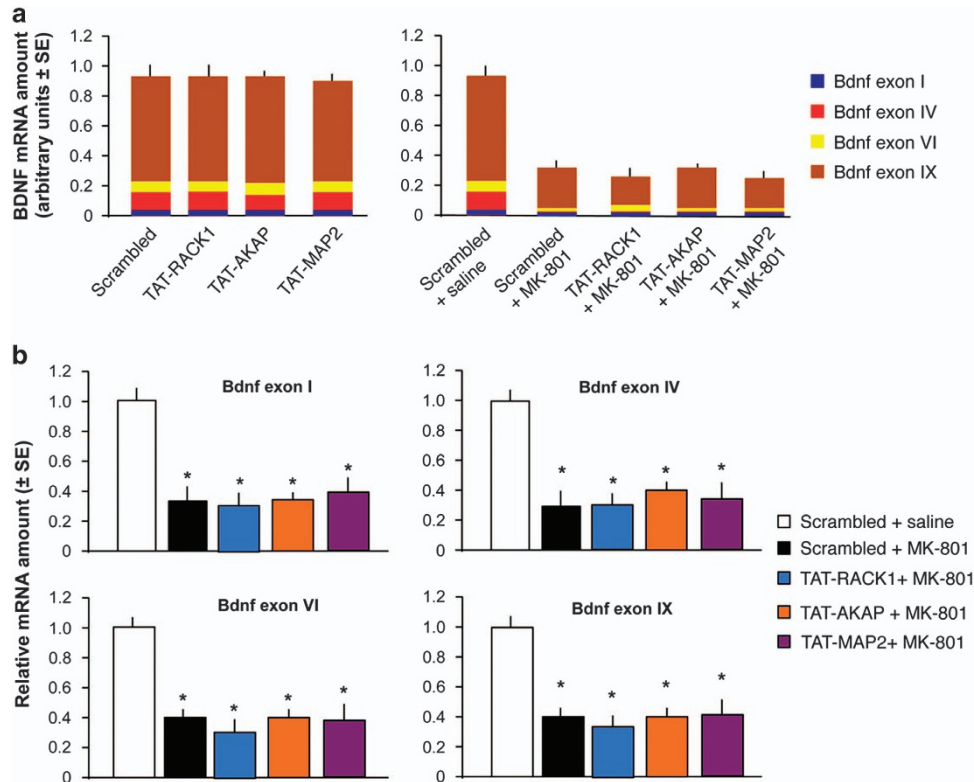 a
BDNF mRNA amount
(arbitrary units ± SE)
1.2
1.0
0.8
0.6
0.4
0.2
0
Scrambled
TAT-RACK1
TAT-AKAP
TAT-MAP2
1.2
1.0
0.8
0.6
0.4
0.2
0
Scrambled
+ saline
Scrambled
+ MK-801
TAT-RACK1
+ MK-801
TAT-AKAP
+ MK-801
TAT-MAP2
+ MK-801
Bdnf exon I
Bdnf exon IV
Bdnf exon VI
Bdnf exon IX
b
Relative mRNA amount (± SE)
Bdnf exon I
1.2
1.0
0.8
0.6
0.4
0.2
0
* * * *
Bdnf exon IV
1.2
1.0
0.8
0.6
0.4
0.2
0
* * * *
Bdnf exon VI
1.2
1.0
0.8
0.6
0.4
0.2
0
* * * *
Bdnf exon IX
1.2
1.0
0.8
0.6
0.4
0.2
0
* * * *
Scrambled + saline
Scrambled + MK-801
TAT-RACK1+ MK-801
TAT-AKAP + MK-801
TAT-MAP2+ MK-801